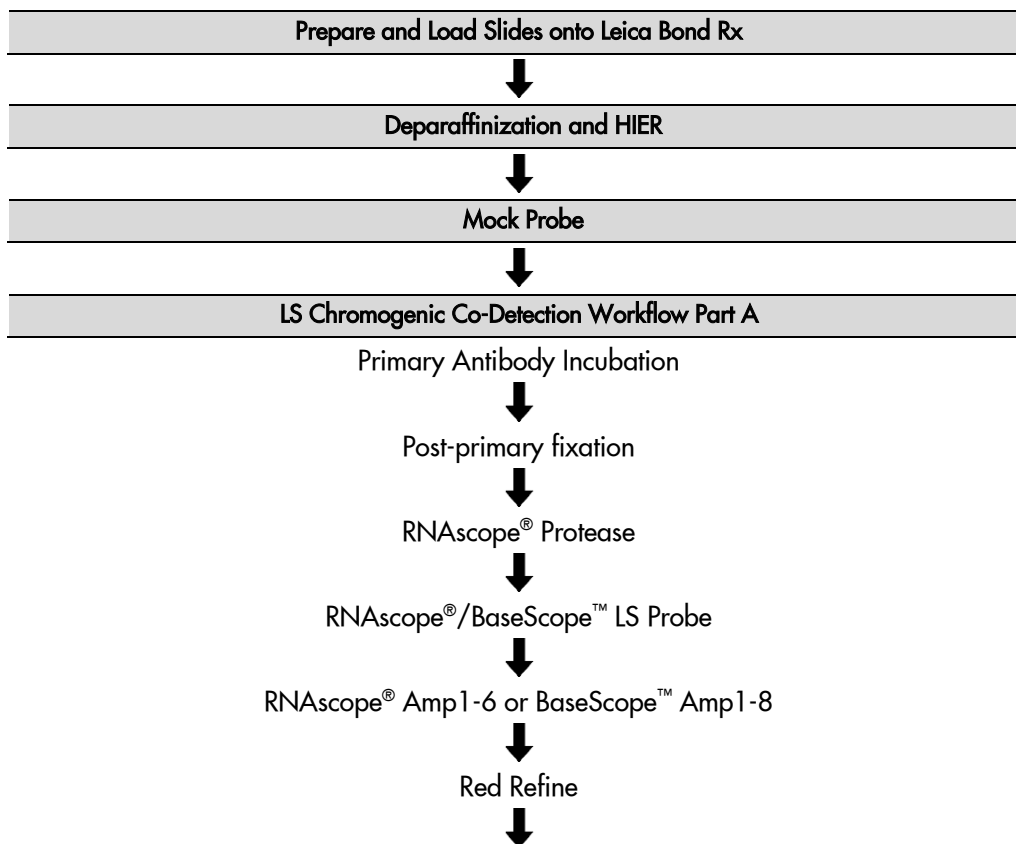 Prepare and Load Slides onto Leica Bond Rx
Deparaffinization and HIER
Mock Probe
LS Chromogenic Co-Detection Workflow Part A
Primary Antibody Incubation
Post-primary fixation
RNAscope® Protease
RNAscope®/BaseScope™ LS Probe
RNAscope® Amp1-6 or BaseScope™ Amp1-8
Red Refine